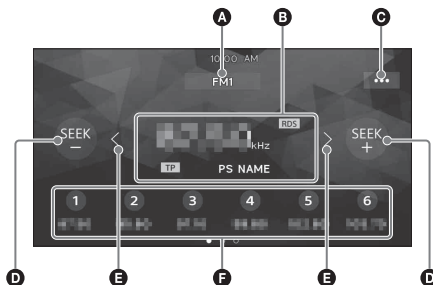 A B C
10:00 AM
FM1
•••
RDS
SEEK
−
<
kHz
>
SEEK
+
TP PS NAME
1 2 3 4 5 6
D E F E D